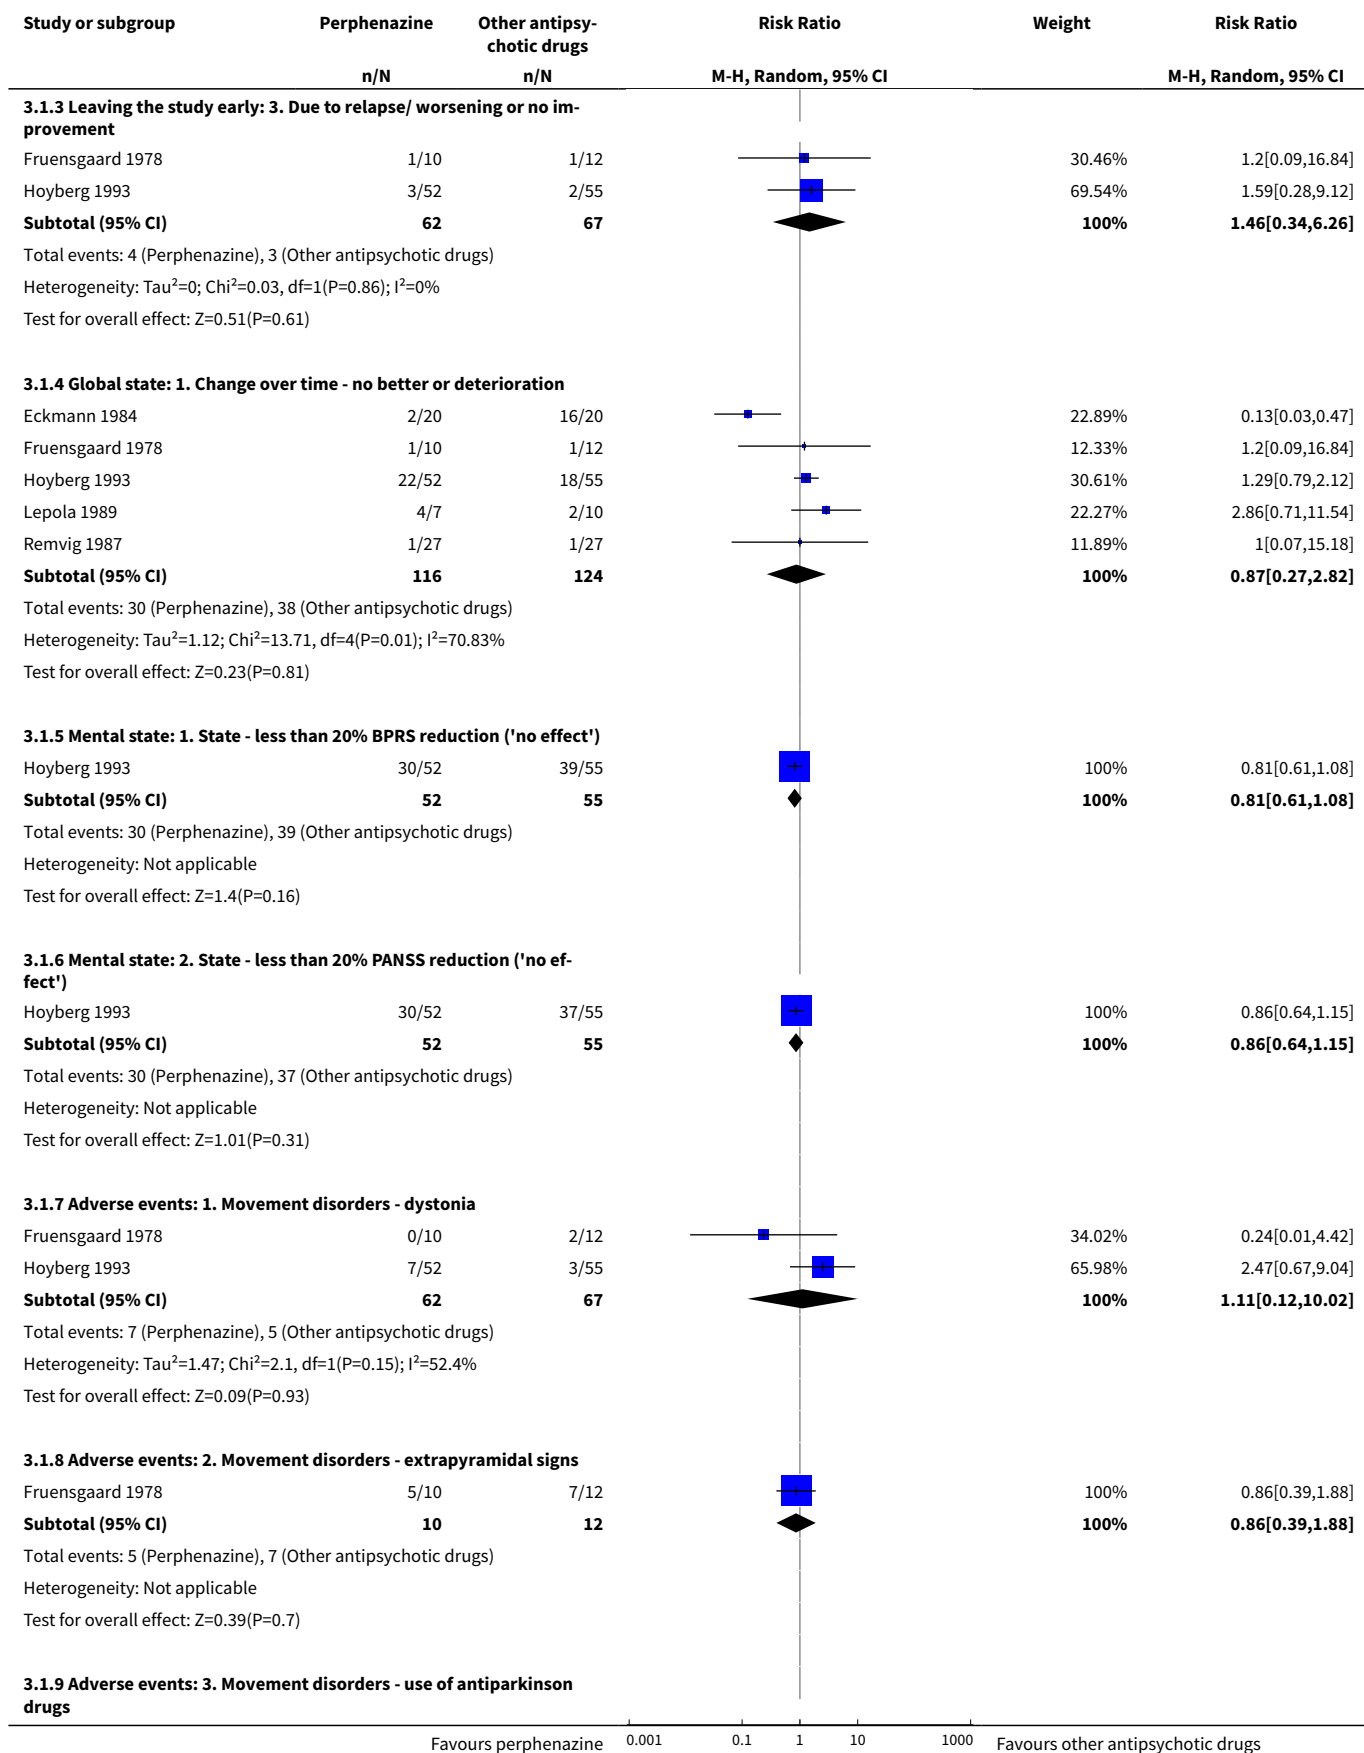 Study or subgroup Perphenazine Other antipsy-
chotic drugs Risk Ratio Weight Risk Ratio
n/N n/N M-H, Random, 95% CI M-H, Random, 95% CI
3.1.3 Leaving the study early: 3. Due to relapse/ worsening or no im-
provement
Fruensgaard 1978 1/10 1/12 30.46% 1.2[0.09,16.84]
Hoyberg 1993 3/52 2/55 69.54% 1.59[0.28,9.12]
Subtotal (95% CI) 62 67 100% 1.46[0.34,6.26]
Total events: 4 (Perphenazine), 3 (Other antipsychotic drugs)
Heterogeneity: Tau²=0; Chi²=0.03, df=1(P=0.86); I²=0%
Test for overall effect: Z=0.51(P=0.61)
3.1.4 Global state: 1. Change over time - no better or deterioration
Eckmann 1984 2/20 16/20 22.89% 0.13[0.03,0.47]
Fruensgaard 1978 1/10 1/12 12.33% 1.2[0.09,16.84]
Hoyberg 1993 22/52 18/55 30.61% 1.29[0.79,2.12]
Lepola 1989 4/7 2/10 22.27% 2.86[0.71,11.54]
Remvig 1987 1/27 1/27 11.89% 1[0.07,15.18]
Subtotal (95% CI) 116 124 100% 0.87[0.27,2.82]
Total events: 30 (Perphenazine), 38 (Other antipsychotic drugs)
Heterogeneity: Tau²=1.12; Chi²=13.71, df=4(P=0.01); I²=70.83%
Test for overall effect: Z=0.23(P=0.81)
3.1.5 Mental state: 1. State - less than 20% BPRS reduction ('no effect')
Hoyberg 1993 30/52 39/55 100% 0.81[0.61,1.08]
Subtotal (95% CI) 52 55 100% 0.81[0.61,1.08]
Total events: 30 (Perphenazine), 39 (Other antipsychotic drugs)
Heterogeneity: Not applicable
Test for overall effect: Z=1.4(P=0.16)
3.1.6 Mental state: 2. State - less than 20% PANSS reduction ('no ef-
fect')
Hoyberg 1993 30/52 37/55 100% 0.86[0.64,1.15]
Subtotal (95% CI) 52 55 100% 0.86[0.64,1.15]
Total events: 30 (Perphenazine), 37 (Other antipsychotic drugs)
Heterogeneity: Not applicable
Test for overall effect: Z=1.01(P=0.31)
3.1.7 Adverse events: 1. Movement disorders - dystonia
Fruensgaard 1978 0/10 2/12 34.02% 0.24[0.01,4.42]
Hoyberg 1993 7/52 3/55 65.98% 2.47[0.67,9.04]
Subtotal (95% CI) 62 67 100% 1.11[0.12,10.02]
Total events: 7 (Perphenazine), 5 (Other antipsychotic drugs)
Heterogeneity: Tau²=1.47; Chi²=2.1, df=1(P=0.15); I²=52.4%
Test for overall effect: Z=0.09(P=0.93)
3.1.8 Adverse events: 2. Movement disorders - extrapyramidal signs
Fruensgaard 1978 5/10 7/12 100% 0.86[0.39,1.88]
Subtotal (95% CI) 10 12 100% 0.86[0.39,1.88]
Total events: 5 (Perphenazine), 7 (Other antipsychotic drugs)
Heterogeneity: Not applicable
Test for overall effect: Z=0.39(P=0.7)
3.1.9 Adverse events: 3. Movement disorders - use of antiparkinson
drugs
Favours perphenazine 0.001 0.1 1 10 1000 Favours other antipsychotic drugs